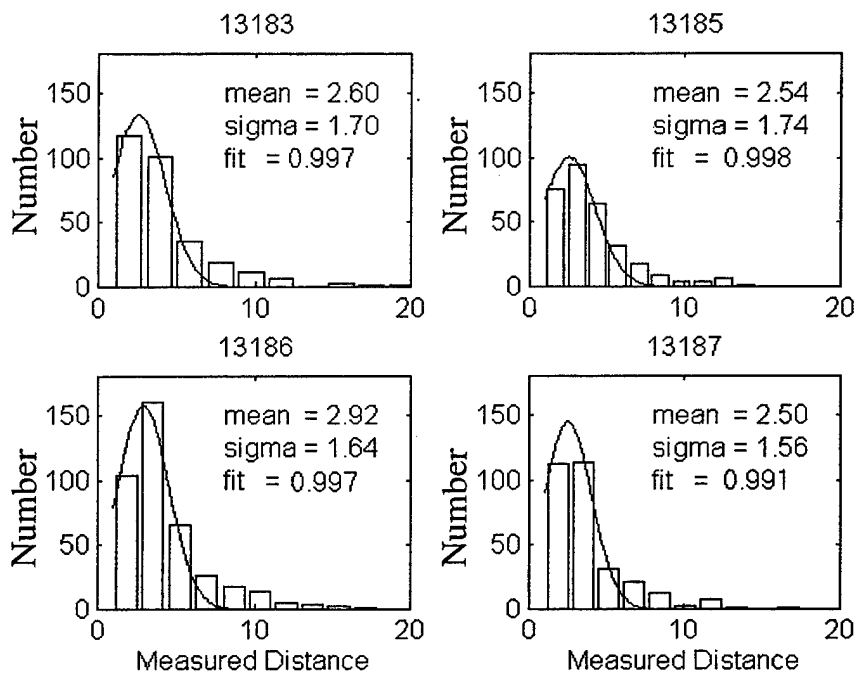 13183
150
100
50
0
Number
mean = 2.60
sigma = 1.70
fit = 0.997
0 10 20
13185
150
100
50
0
Number
mean = 2.54
sigma = 1.74
fit = 0.998
0 10 20
13186
150
100
50
0
Number
mean = 2.92
sigma = 1.64
fit = 0.997
0 10 20
Measured Distance
13187
150
100
50
0
Number
mean = 2.50
sigma = 1.56
fit = 0.991
0 10 20
Measured Distance